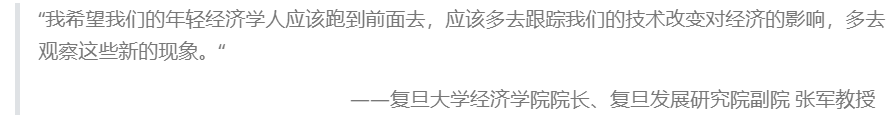 “我希望我们的年轻经济学人应该跑到前面去，应该多去跟踪我们的技术改变对经济的影响，多去
观察这些新的现象。“
——复旦大学经济学院院长、复旦发展研究院副院 张军教授